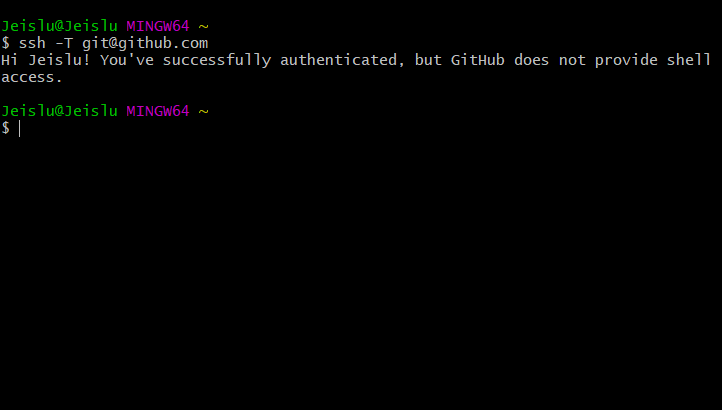 Jeislu@Jeislu MINGW64 ~
$ ssh -T git@github.com
Hi Jeislu! You've successfully authenticated, but GitHub does not provide shell
access.
Jeislu@Jeislu MINGW64 ~
$